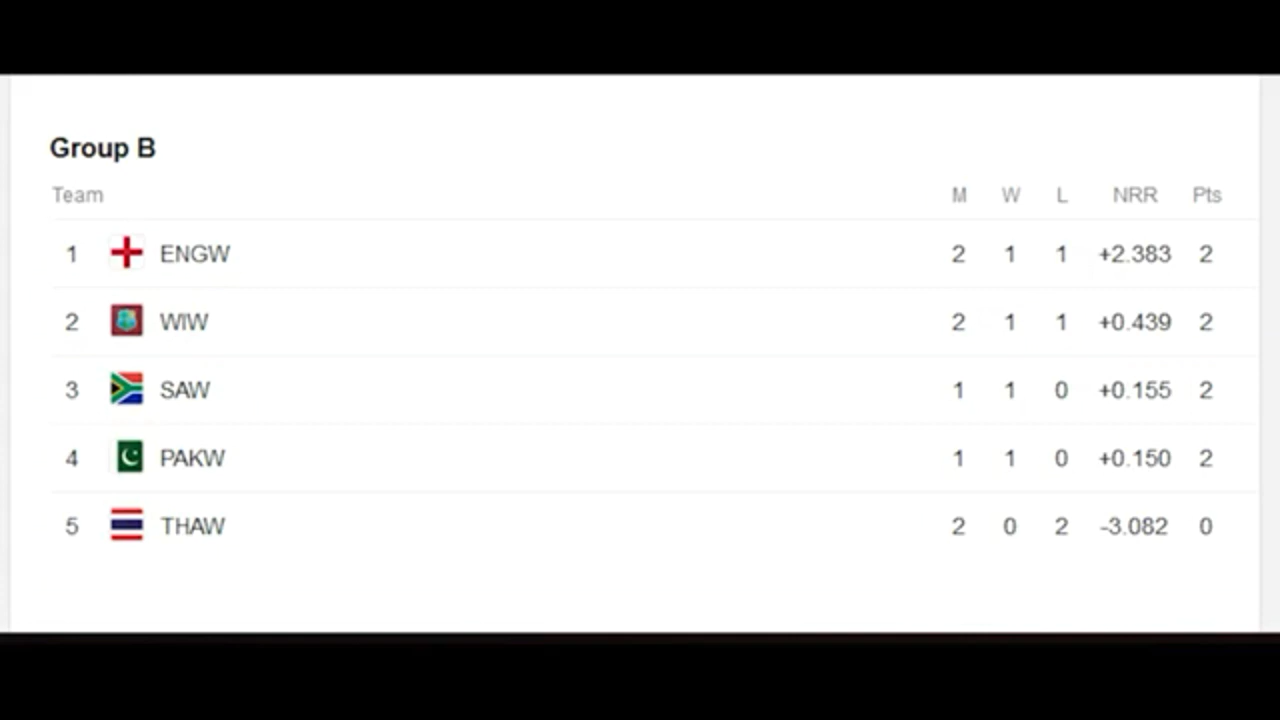 Group B
Team M W L NRR Pts
1 ENGW 2 1 1 +2.383 2
2 WIW 2 1 1 +0.439 2
3 SAW 1 1 0 +0.155 2
4 PAKW 1 1 0 +0.150 2
5 THAW 2 0 2 -3.082 0